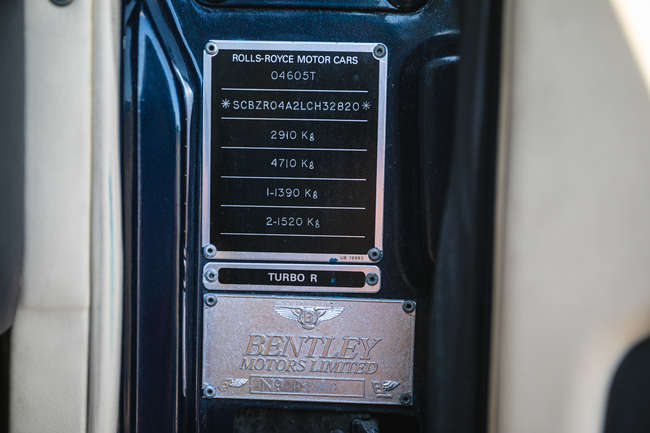 ROLLS-ROYCE MOTOR CARS
04605T
*SCBZR04A2LCH32820*
2910 Kg
4710 Kg
1-1390 Kg
2-1520 Kg
TURBO R
B
BENTLEY
MOTORS LIMITED